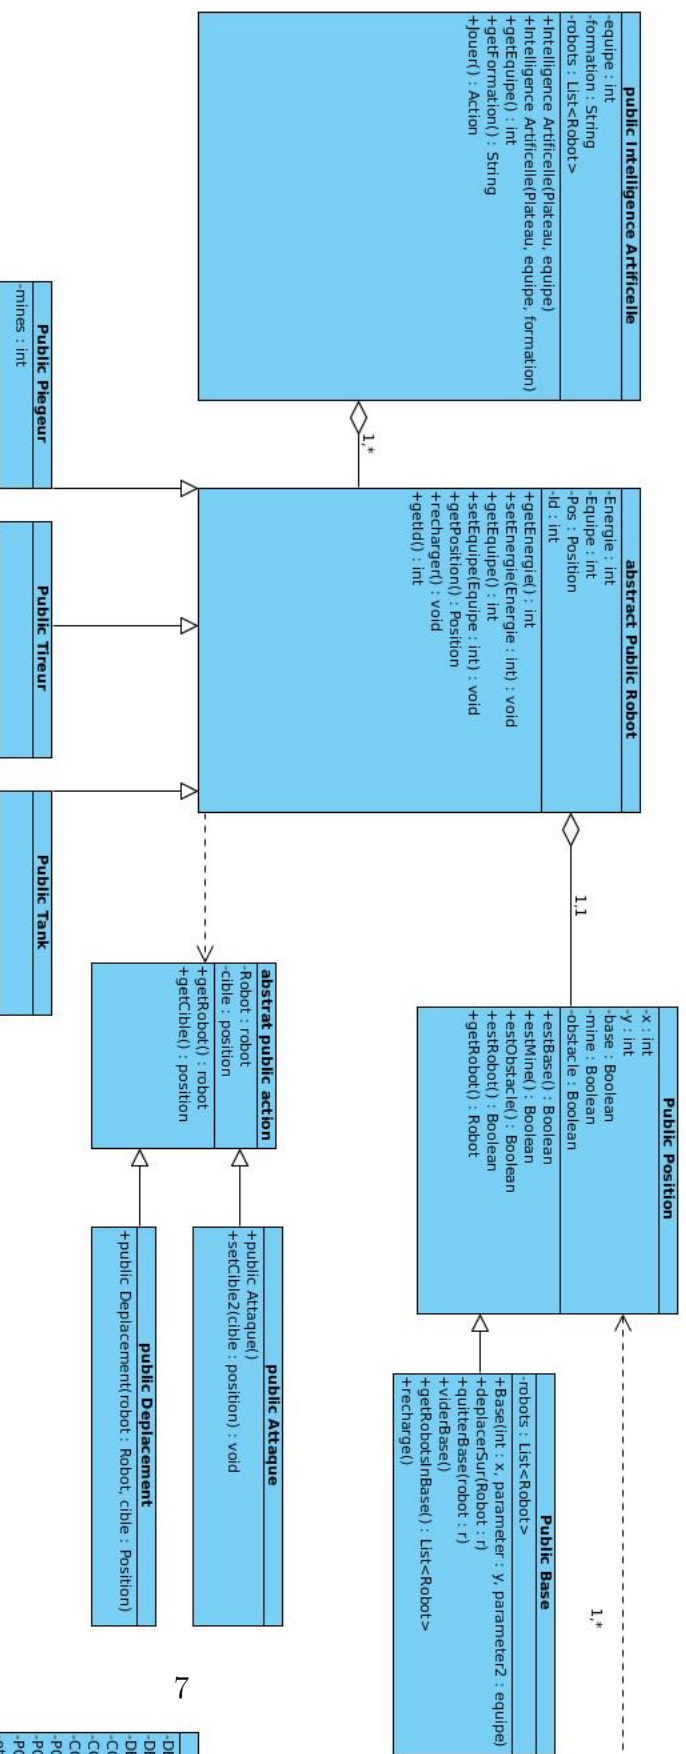 public Intelligence Artificelle
-equipe : int
-formation : String
-robots : List<Robot>
+Intelligence Artificelle(Plateau, equipe)
+Intelligence Artificelle(Plateau, equipe, formation)
+getEquipe() : int
+getFormation() : String
+Jouer() : Action
1,*
abstract Public Robot
-Energie : int
-Equipe : int
-Pos : Position
-Id : int
+getEnergie() : int
+setEnergie(Energie : int) : void
+getEquipe() : int
+setEquipe(Equipe : int) : void
+getPosition() : Position
+recharger() : void
+getId() : int
1,1
Public Position
-x : int
-y : int
-base : Boolean
-mine : Boolean
-obstacle : Boolean
+estBase() : Boolean
+estMine() : Boolean
+estObstacle() : Boolean
+estRobot() : Boolean
+getRobot() : Robot
1,*
Public Base
-robots : List<Robot>
+Base(int : x, parameter : y, parameter2 : equipe)
+deplacerSur(Robot : r)
+quitterBase(robot : r)
+viderBase()
+getRobotsInBase() : List<Robot>
+recharge()
Public Piegeur
-mines : int
Public Tireur
Public Tank
abstrat public action
-Robot : robot
-cible : position
+getRobot() : robot
+getCible() : position
public Attaque
+public Attaque()
+setCible2(cible : position) : void
public Deplacement
+public Deplacement(robot : Robot, cible : Position)
7